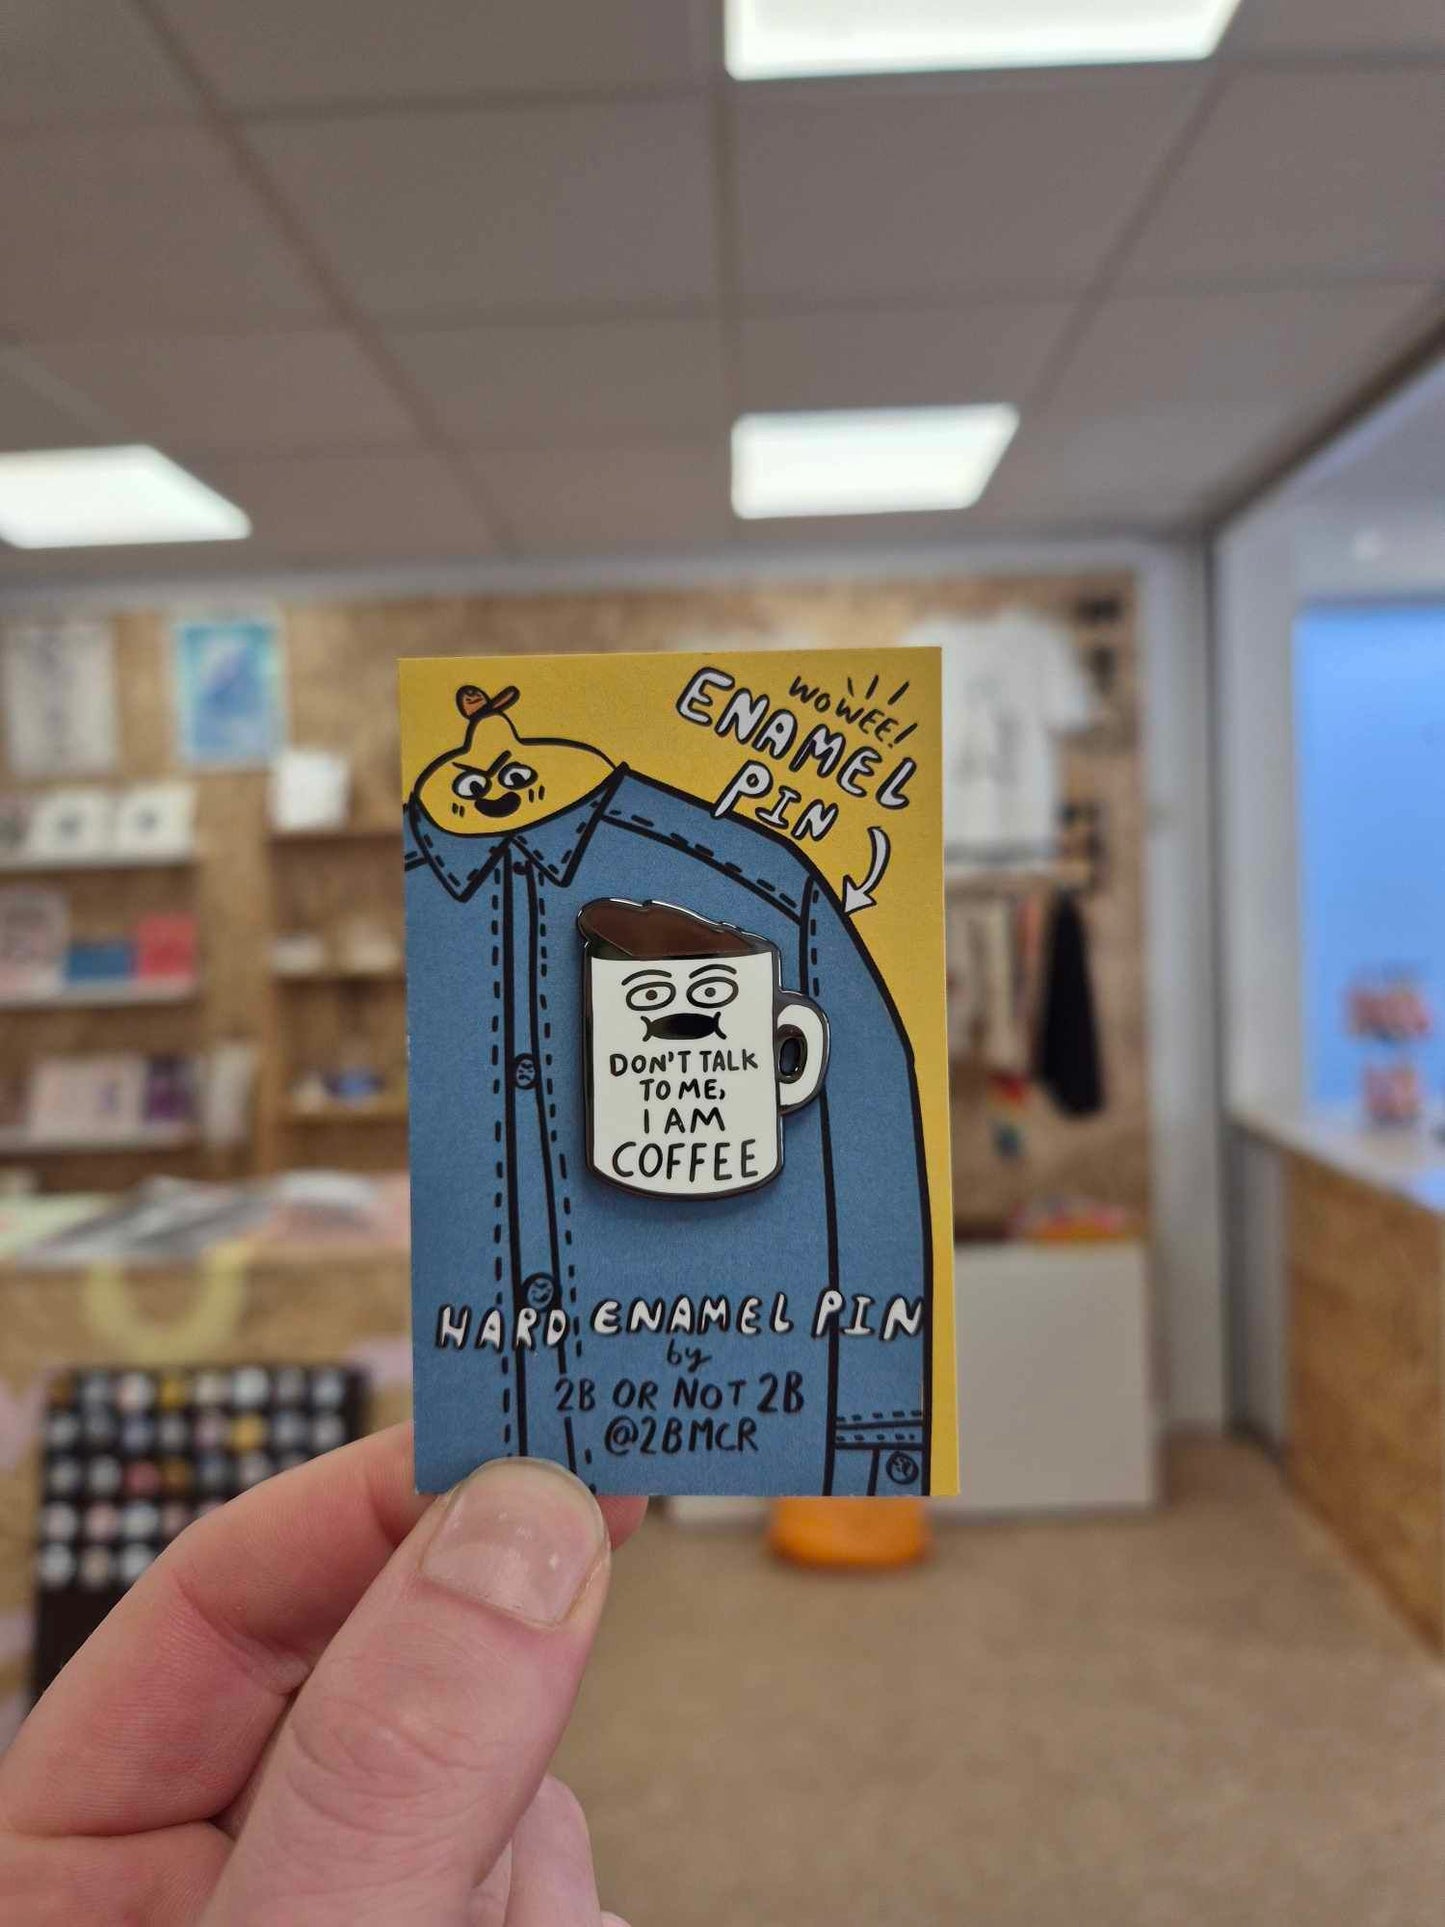 WOWEE!
ENAMEL
PIN
DON'T TALK
TO ME,
I AM
COFFEE
HARD ENAMEL PIN
by
2B OR NOT 2B
@2BMCR